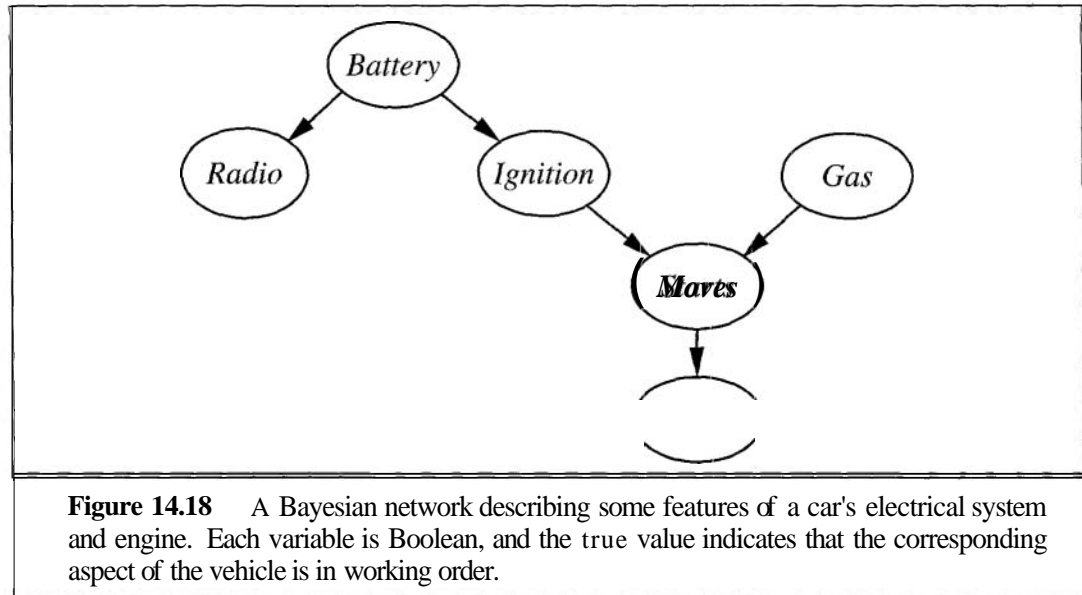 Battery
Radio
Ignition
Gas
Moves
Figure 14.18 A Bayesian network describing some features of a car's electrical system
and engine. Each variable is Boolean, and the true value indicates that the corresponding
aspect of the vehicle is in working order.